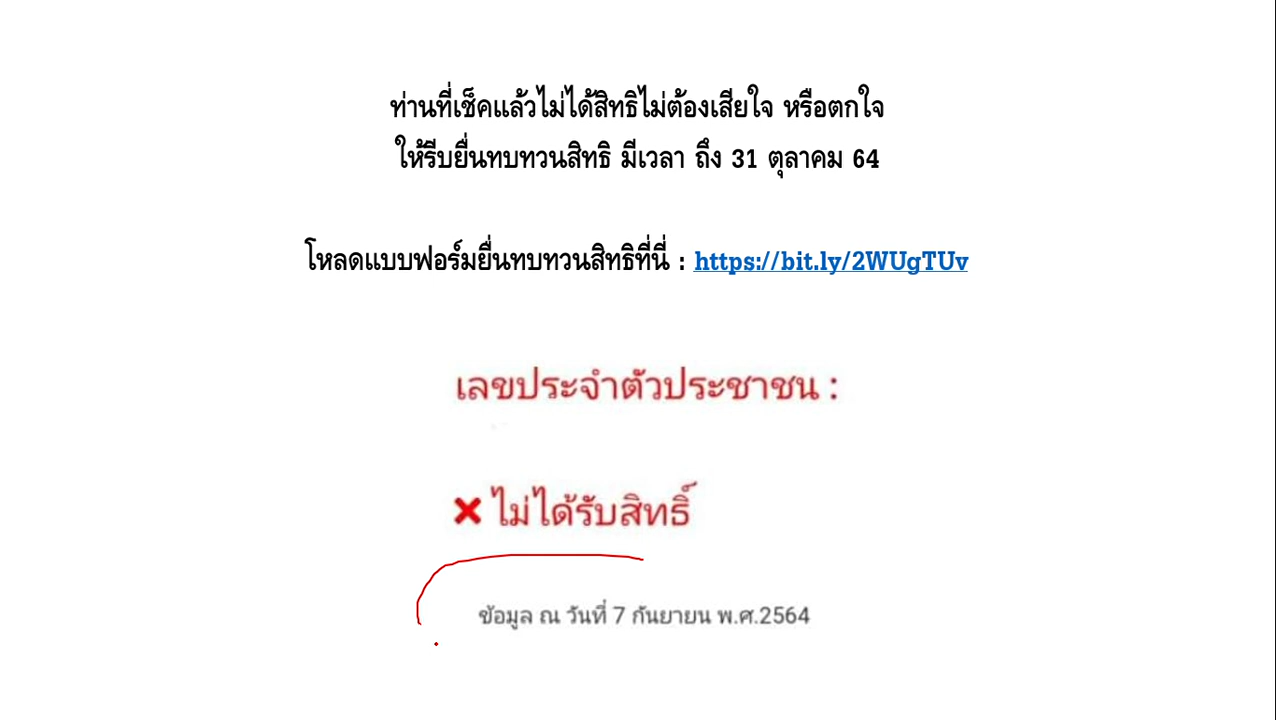 ท่านที่เช็คแล้วไม่ได้สิทธิไม่ต้องเสียใจ หรือตกใจ
ให้รีบยื่นทบทวนสิทธิ มีเวลา ถึง 31 ตุลาคม 64
โหลดแบบฟอร์มยื่นทบทวนสิทธิที่นี่ : https://bit.ly/2WUgTUv
เลขประจำตัวประชาชน :
❌ ไม่ได้รับสิทธิ์
ข้อมูล ณ วันที่ 7 กันยายน พ.ศ.2564